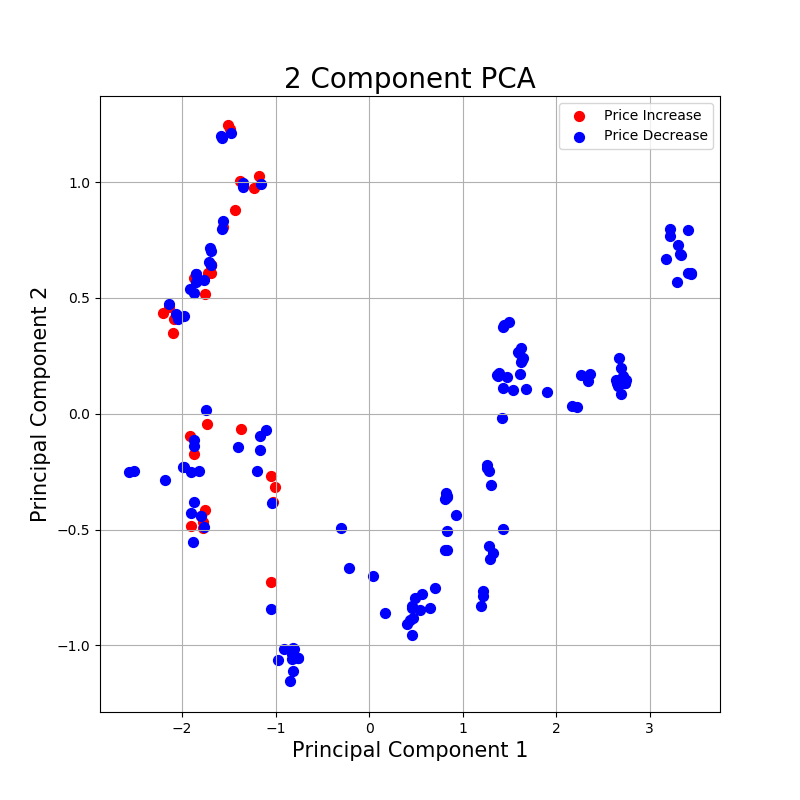 2 Component PCA
Price Increase
Price Decrease
1.0
0.5
0.0
−0.5
−1.0
Principal Component 2
−2
−1
0
1
2
3
Principal Component 1